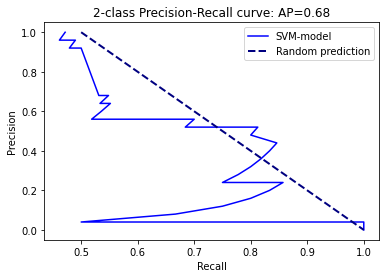 2-class Precision-Recall curve: AP=0.68
SVM-model
Random prediction
Precision
1.0
0.8
0.6
0.4
0.2
0.0
0.5 0.6 0.7 0.8 0.9 1.0
Recall